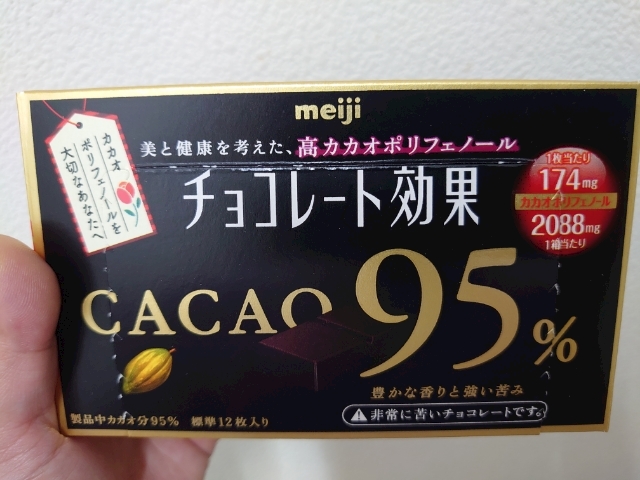 meiji
美と健康を考えた、高カカオポリフェノール
チョコレート効果
カカオ
ポリフェノールを
大切なあなたへ
1枚当たり
174mg
カカオポリフェノール
2088mg
1箱当たり
CACAO 95%
豊かな香りと強い苦み
非常に苦いチョコレートです。
製品中カカオ分95% 標準12枚入り